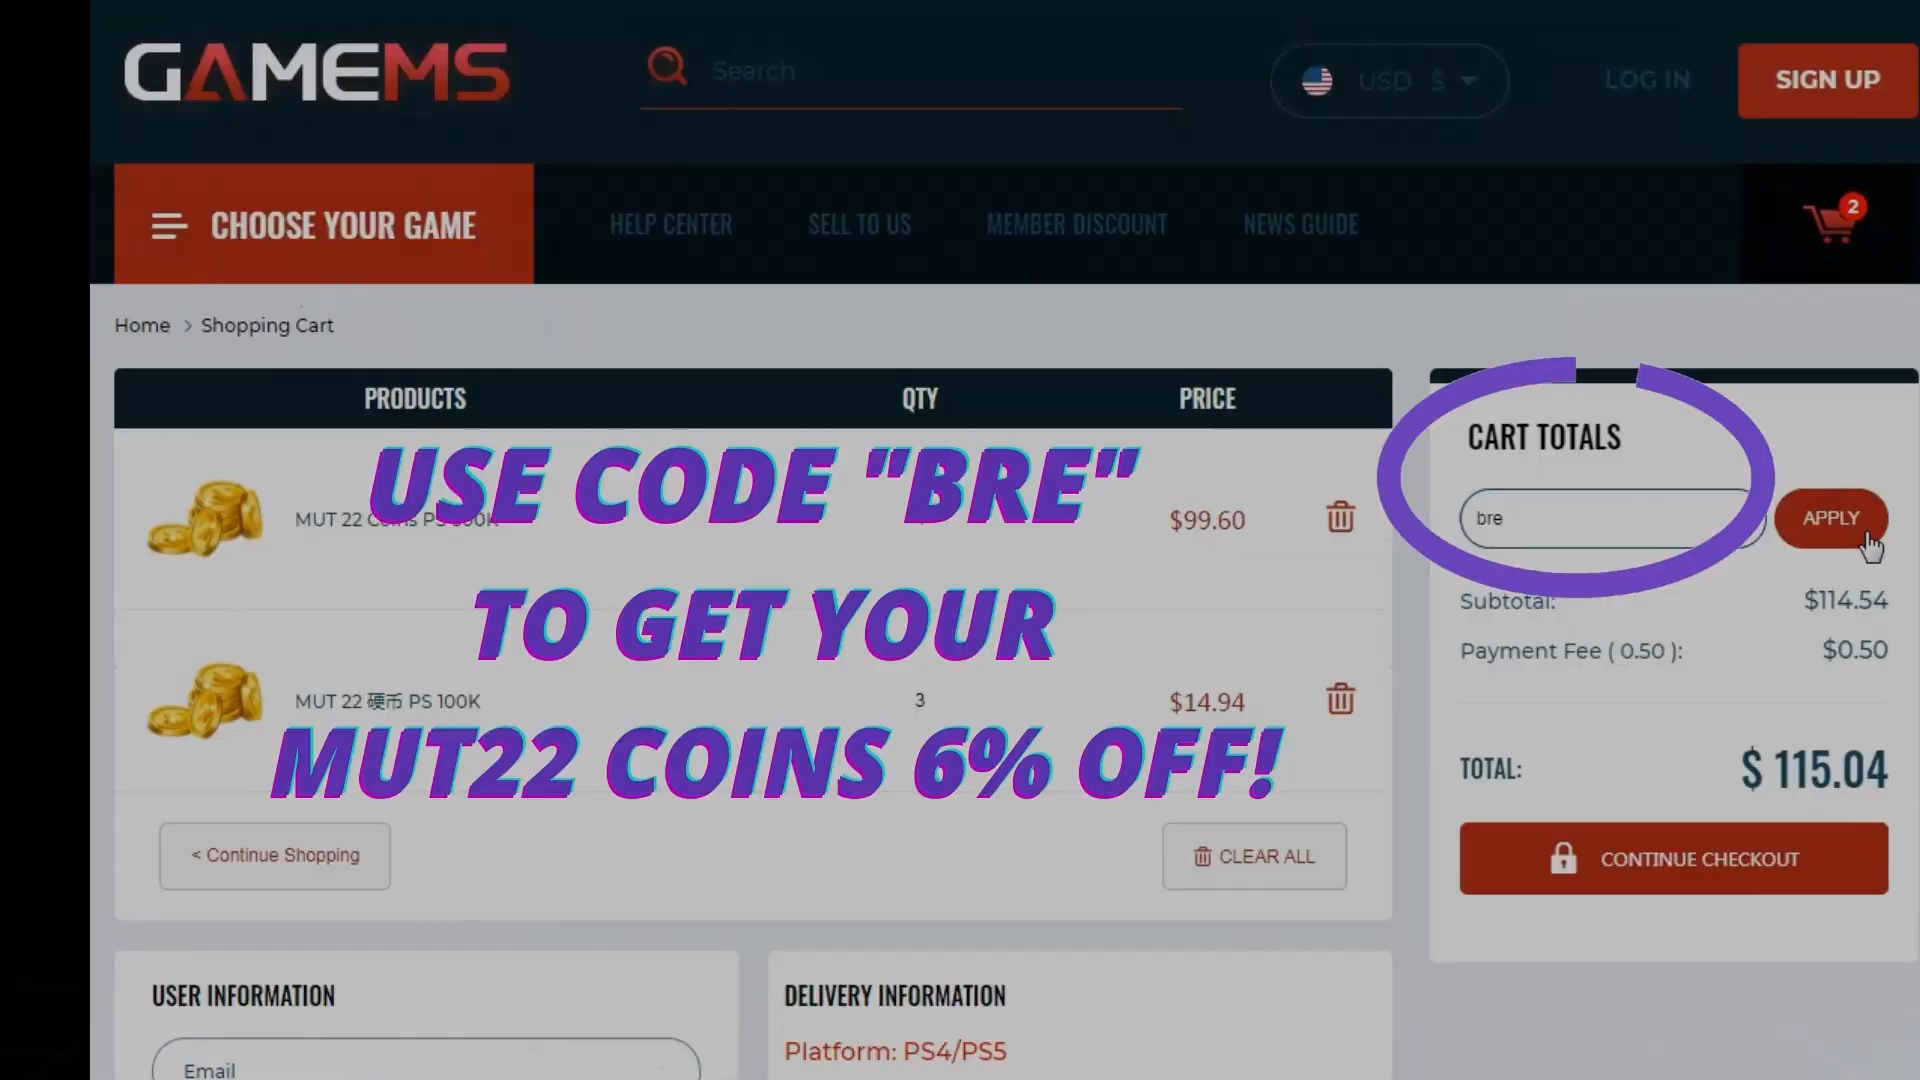 GAMEMS
Search
USD $
LOG IN
SIGN UP
CHOOSE YOUR GAME
HELP CENTER
SELL TO US
MEMBER DISCOUNT
NEWS GUIDE
2
Home > Shopping Cart
PRODUCTS
QTY
PRICE
CART TOTALS
USE CODE "BRE"
TO GET YOUR
MUT22 COINS 6% OFF!
MUT 22 Coins PS
$99.60
bre
APPLY
Subtotal:
$114.54
Payment Fee ( 0.50 ):
$0.50
MUT 22 硬币 PS 100K
3
$14.94
TOTAL:
$ 115.04
< Continue Shopping
CLEAR ALL
CONTINUE CHECKOUT
USER INFORMATION
Email
DELIVERY INFORMATION
Platform: PS4/PS5